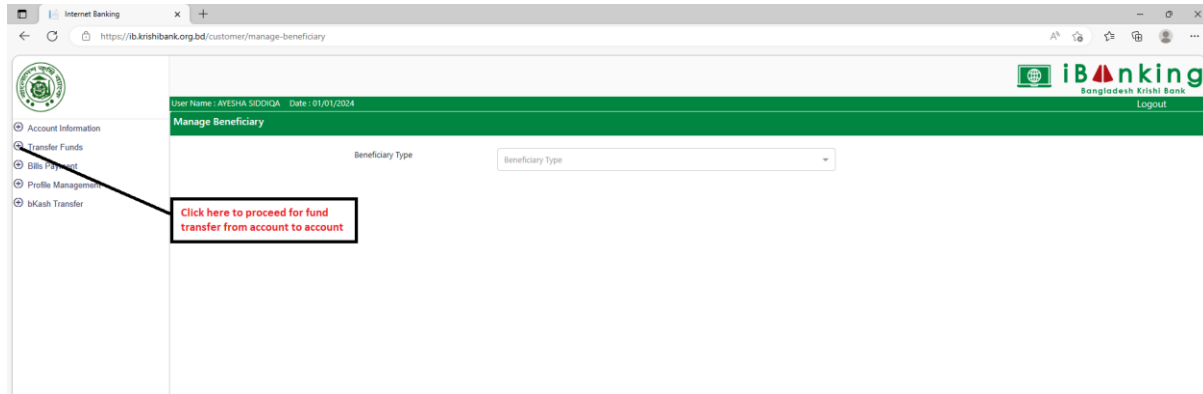 Internet Banking
https://ib.krishibank.org.bd/customer/manage-beneficiary
iBAnking
Bangladesh Krishi Bank
User Name : AYESHA SIDDIQA Date : 01/01/2024
Logout
Manage Beneficiary
Account Information
Transfer Funds
Bills Payment
Profile Management
bKash Transfer
Beneficiary Type
Beneficiary Type
Click here to proceed for fund
transfer from account to account